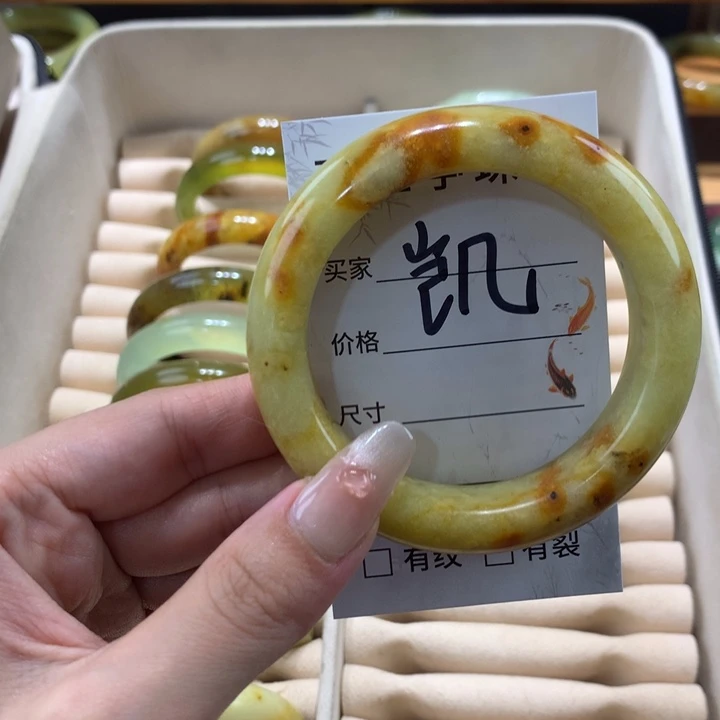 买家 凯
价格
尺寸
□ 有纹 □ 有裂